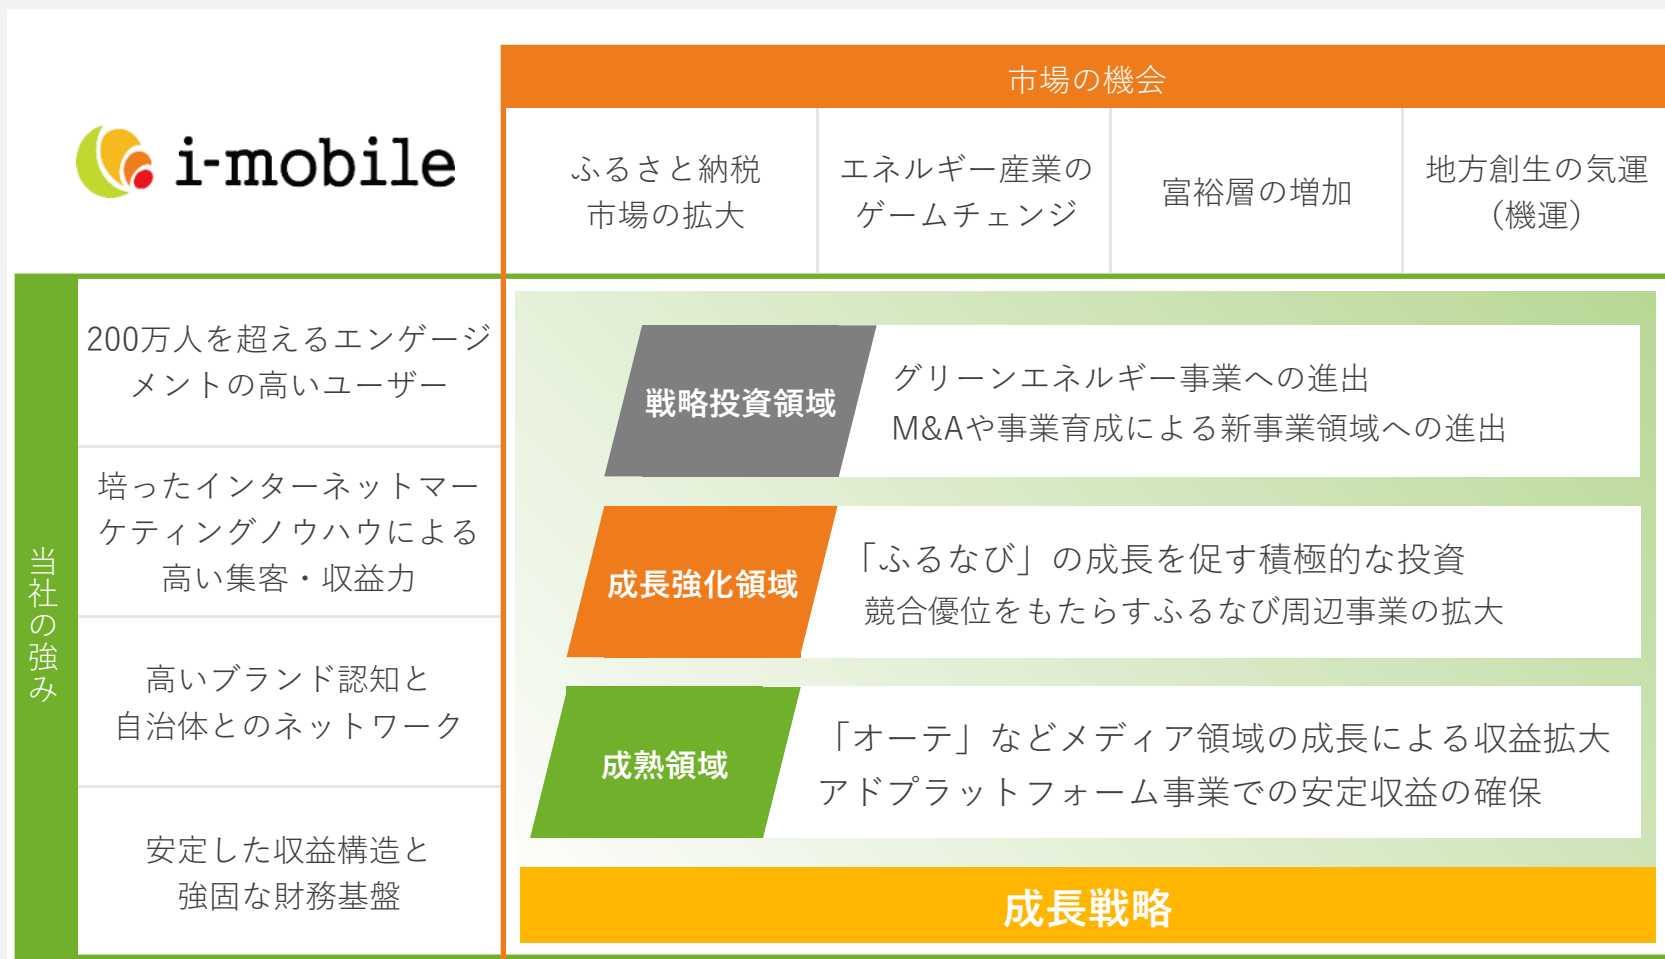 市場の機会
i-mobile
ふるさと納税
市場の拡大
エネルギー産業の
ゲームチェンジ
富裕層の増加
地方創生の気運
（機運）
当社の強み
200万人を超えるエンゲージ
メントの高いユーザー
培ったインターネットマー
ケティングノウハウによる
高い集客・収益力
高いブランド認知と
自治体とのネットワーク
安定した収益構造と
強固な財務基盤
戦略投資領域
グリーンエネルギー事業への進出
M&Aや事業育成による新事業領域への進出
成長強化領域
「ふるなび」の成長を促す積極的な投資
競合優位をもたらすふるなび周辺事業の拡大
成熟領域
「オーテ」などメディア領域の成長による収益拡大
アドプラットフォーム事業での安定収益の確保
成長戦略